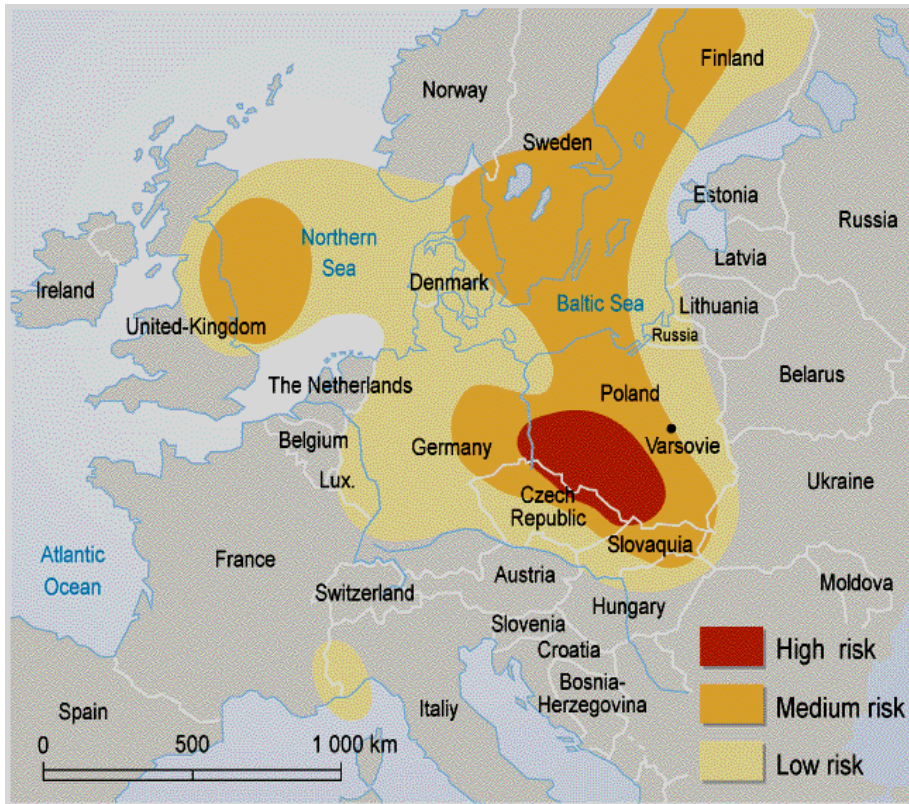 Finland
Norway
Sweden
Estonia
Russia
Northern
Sea
Latvia
Ireland
Denmark
Baltic Sea
Lithuania
United-Kingdom
Russia
The Netherlands
Poland
Belarus
Belgium
Germany
Varsovie
Lux.
Ukraine
Czech
Republic
Slovaquia
Atlantic
Ocean
France
Switzerland
Austria
Moldova
Hungary
Slovenia
Croatia
Bosnia-
Herzegovina
Spain
Italiy
High risk
Medium risk
Low risk
0 500 1 000 km